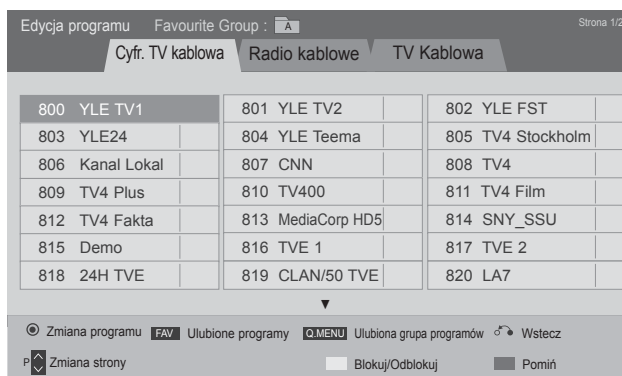 Edycja programu Favourite Group : A Strona 1/2
Cyfr. TV kablowa Radio kablowe TV Kablowa
800 YLE TV1 801 YLE TV2 802 YLE FST
803 YLE24 804 YLE Teema 805 TV4 Stockholm
806 Kanal Lokal 807 CNN 808 TV4
809 TV4 Plus 810 TV400 811 TV4 Film
812 TV4 Fakta 813 MediaCorp HD5 814 SNY_SSU
815 Demo 816 TVE 1 817 TVE 2
818 24H TVE 819 CLAN/50 TVE 820 LA7
Zmiana programu FAV Ulubione programy Q.MENU Ulubiona grupa programów Wstecz
P Zmiana strony Blokuj/Odblokuj Pomiń